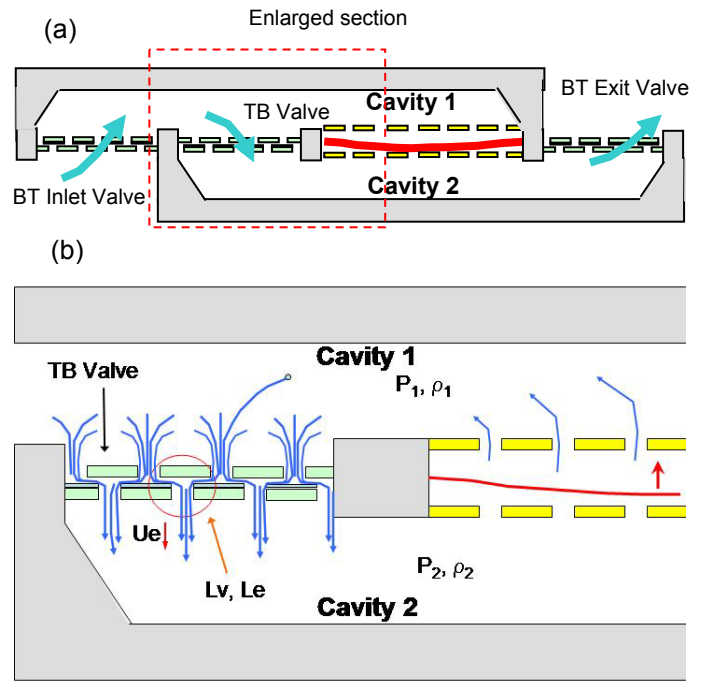 Enlarged section
(a)
Cavity 1
TB Valve
BT Exit Valve
BT Inlet Valve
Cavity 2
(b)
Cavity 1
TB Valve
P1, ρ1
Ue
P2, ρ2
Lv, Le
Cavity 2